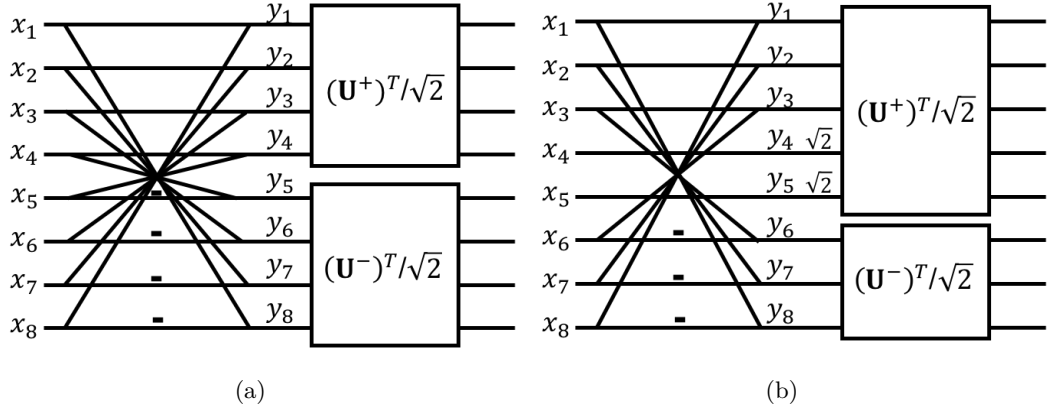 x₁ y₁
x₂ y₂
x₃ y₃
x₄ y₄
x₅ y₅
x₆ y₆
x₇ y₇
x₈ y₈
(U⁺)ᵀ/√2
(U⁻)ᵀ/√2
(a)
x₁ y₁
x₂ y₂
x₃ y₃
x₄ y₄ √2
x₅ y₅ √2
x₆ y₆
x₇ y₇
x₈ y₈
(U⁺)ᵀ/√2
(U⁻)ᵀ/√2
(b)